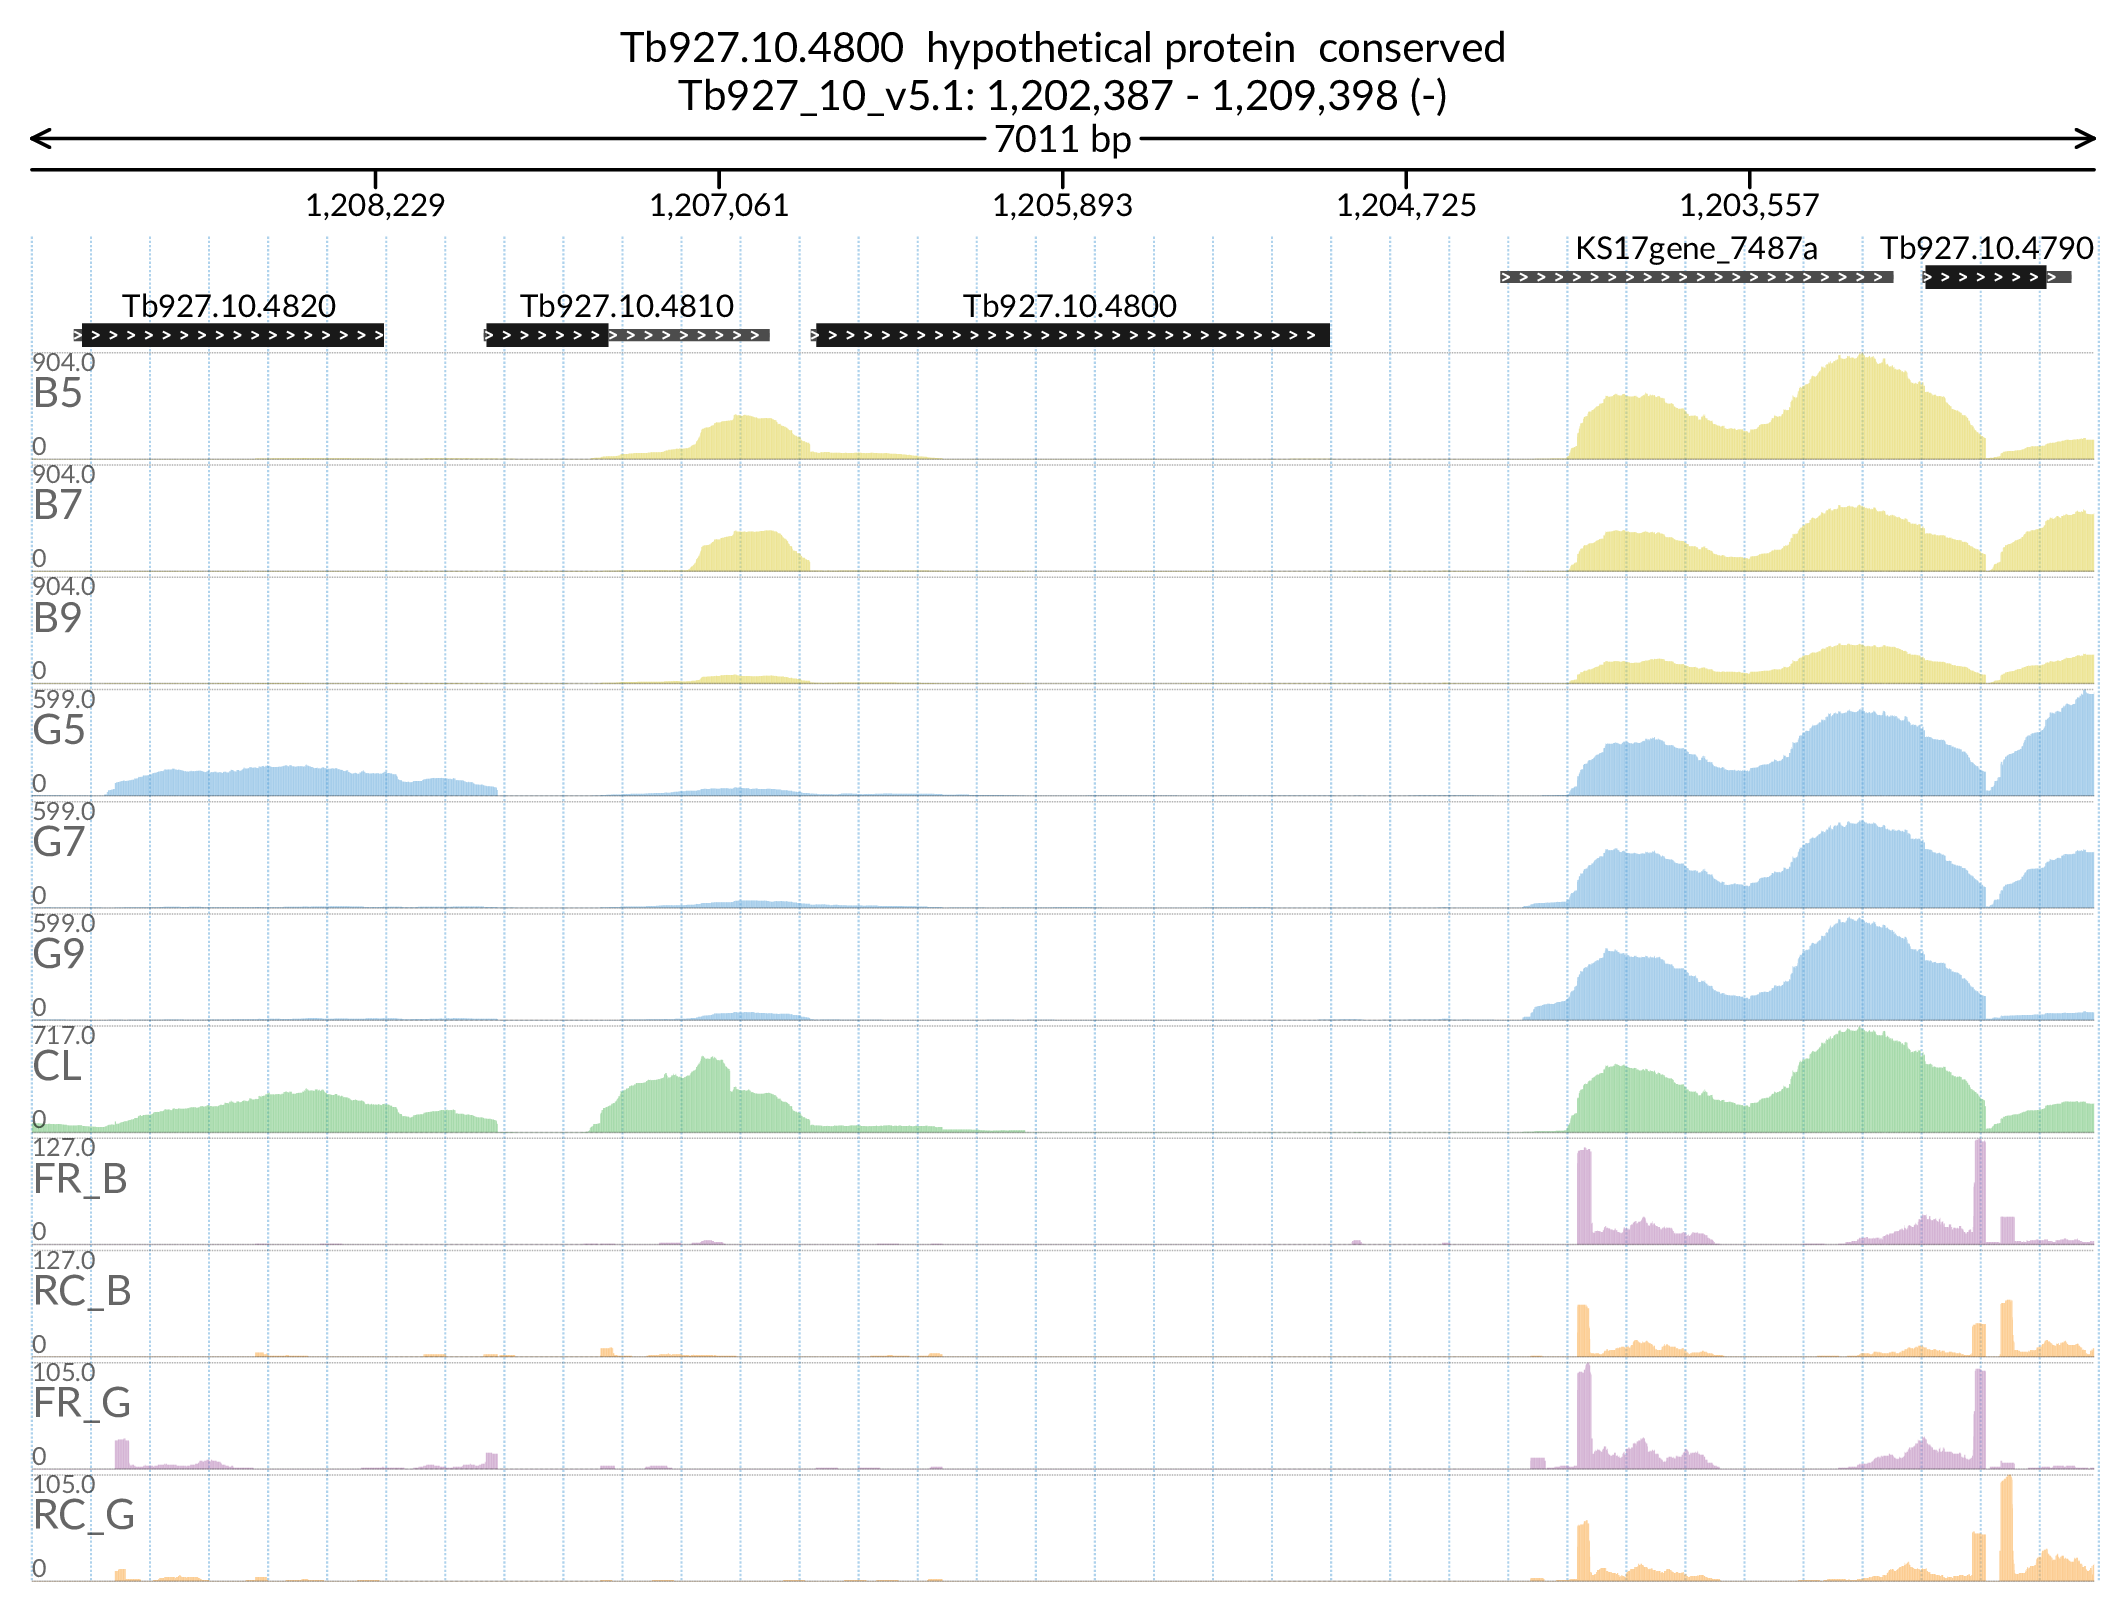 Tb927.10.4800  hypothetical protein  conserved
Tb927_10_v5.1: 1,202,387 - 1,209,398 (-)
7011 bp
1,208,229 1,207,061 1,205,893 1,204,725 1,203,557
KS17gene_7487a Tb927.10.4790
Tb927.10.4820 Tb927.10.4810 Tb927.10.4800
904.0
B5
0
904.0
B7
0
904.0
B9
0
599.0
G5
0
599.0
G7
0
599.0
G9
0
717.0
CL
0
127.0
FR_B
0
127.0
RC_B
0
105.0
FR_G
0
105.0
RC_G
0